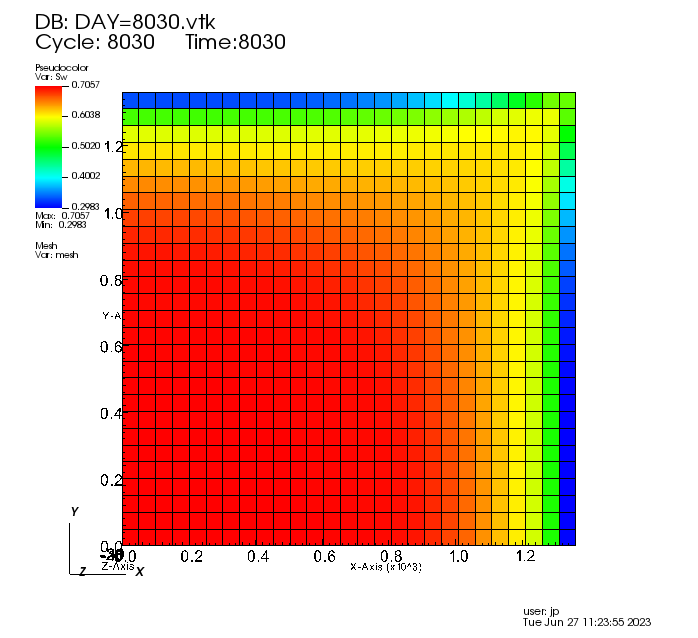 DB: DAY=8030.vtk
Cycle: 8030 Time:8030
Pseudocolor
Var: Sw
0.7057
0.6038
0.5020
0.4002
0.2983
Max: 0.7057
Min: 0.2983
Mesh
Var: mesh
1.2
1.0
0.8
Y-A
0.6
0.4
0.2
0.0
0.0 0.2 0.4 0.6 0.8 1.0 1.2
Z-Axis
X-Axis (x10^3)
Y
Z X
user: jp
Tue Jun 27 11:23:55 2023